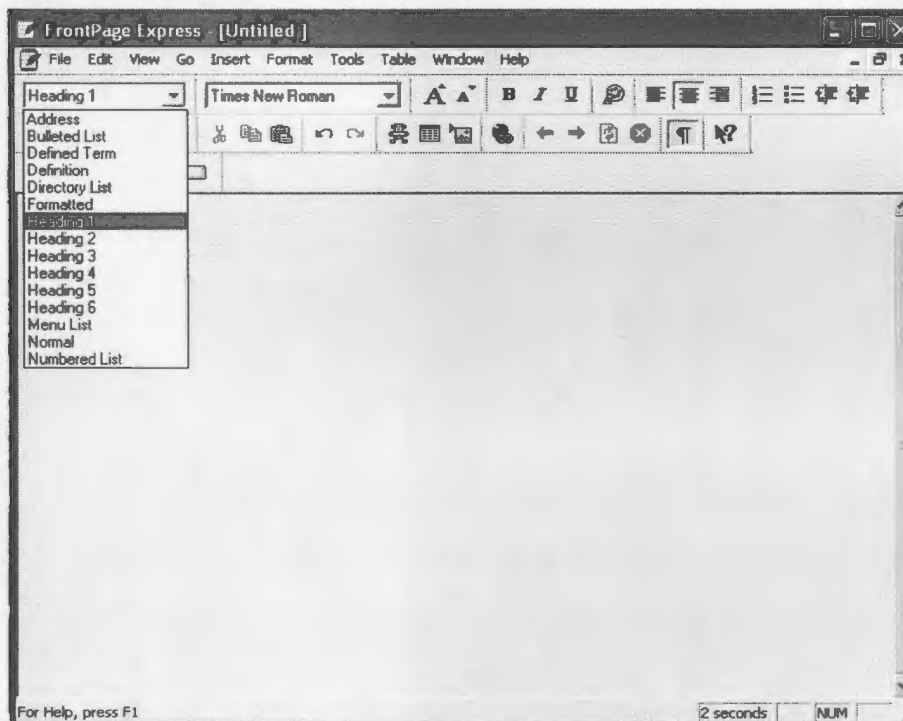 FrontPage Express - [Untitled ]
File Edit View Go Insert Format Tools Table Window Help
Heading 1 Times New Roman A A B I U
Address
Bulleted List
Defined Term
Definition
Directory List
Formatted
Heading 1
Heading 2
Heading 3
Heading 4
Heading 5
Heading 6
Menu List
Normal
Numbered List
For Help, press F1 2 seconds NUM